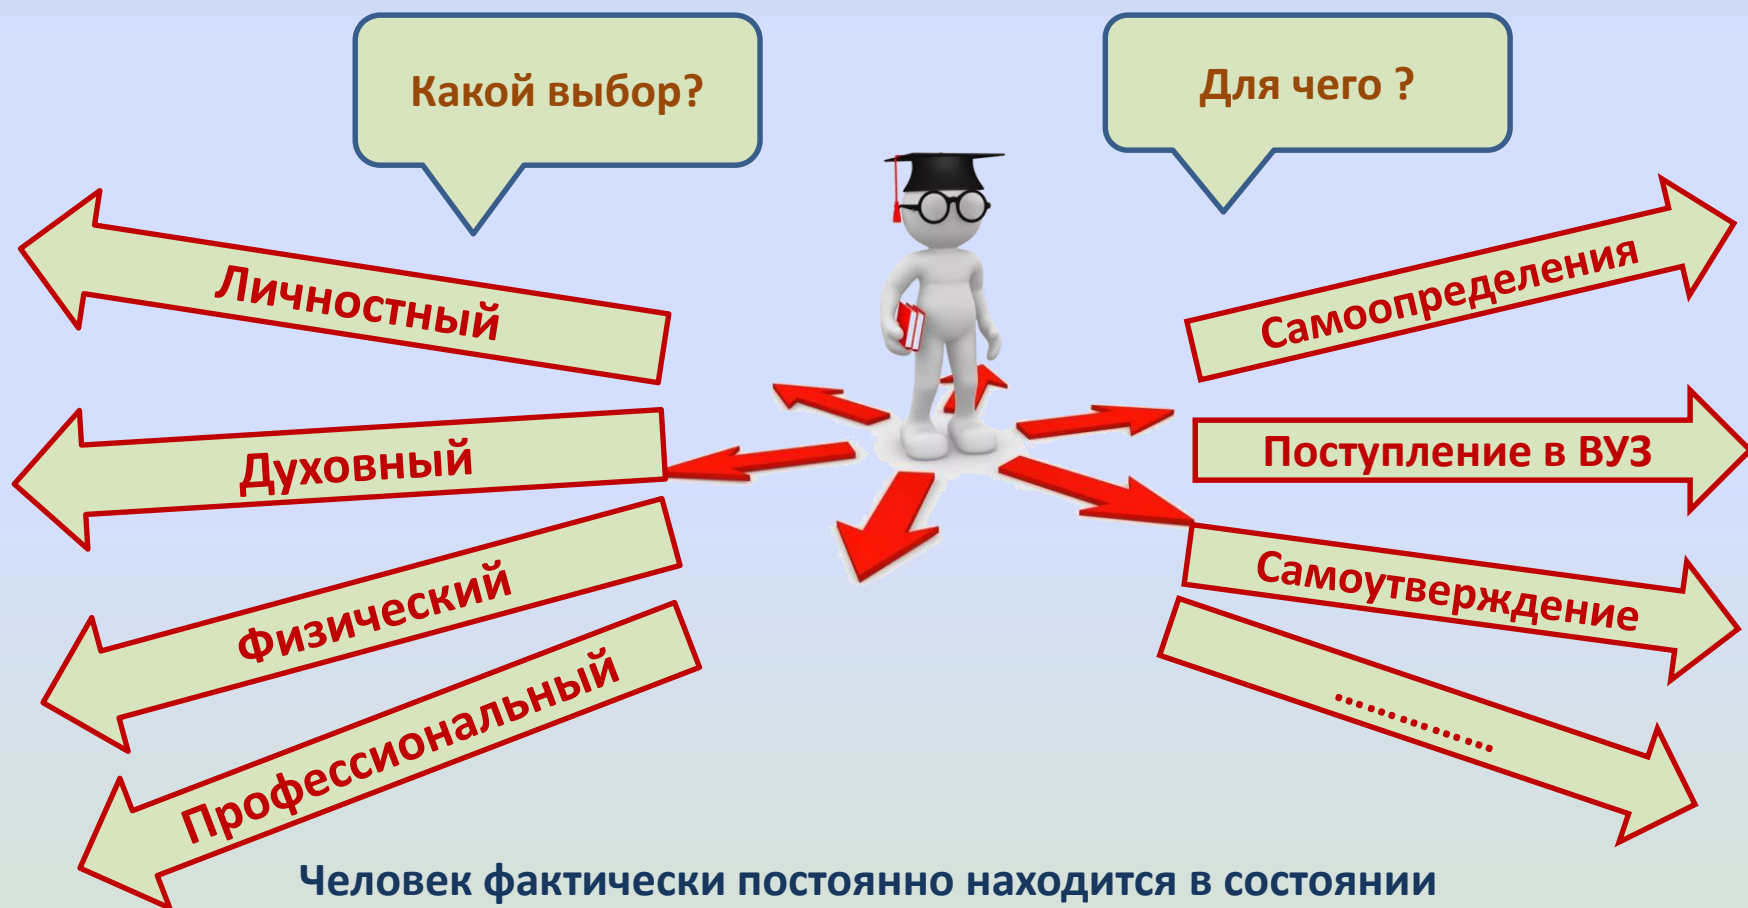 Какой выбор?
Для чего ?
Личностный
Духовный
Физический
Профессиональный
Самоопределения
Поступление в ВУЗ
Самоутверждение
...............
Человек фактически постоянно находится в состоянии